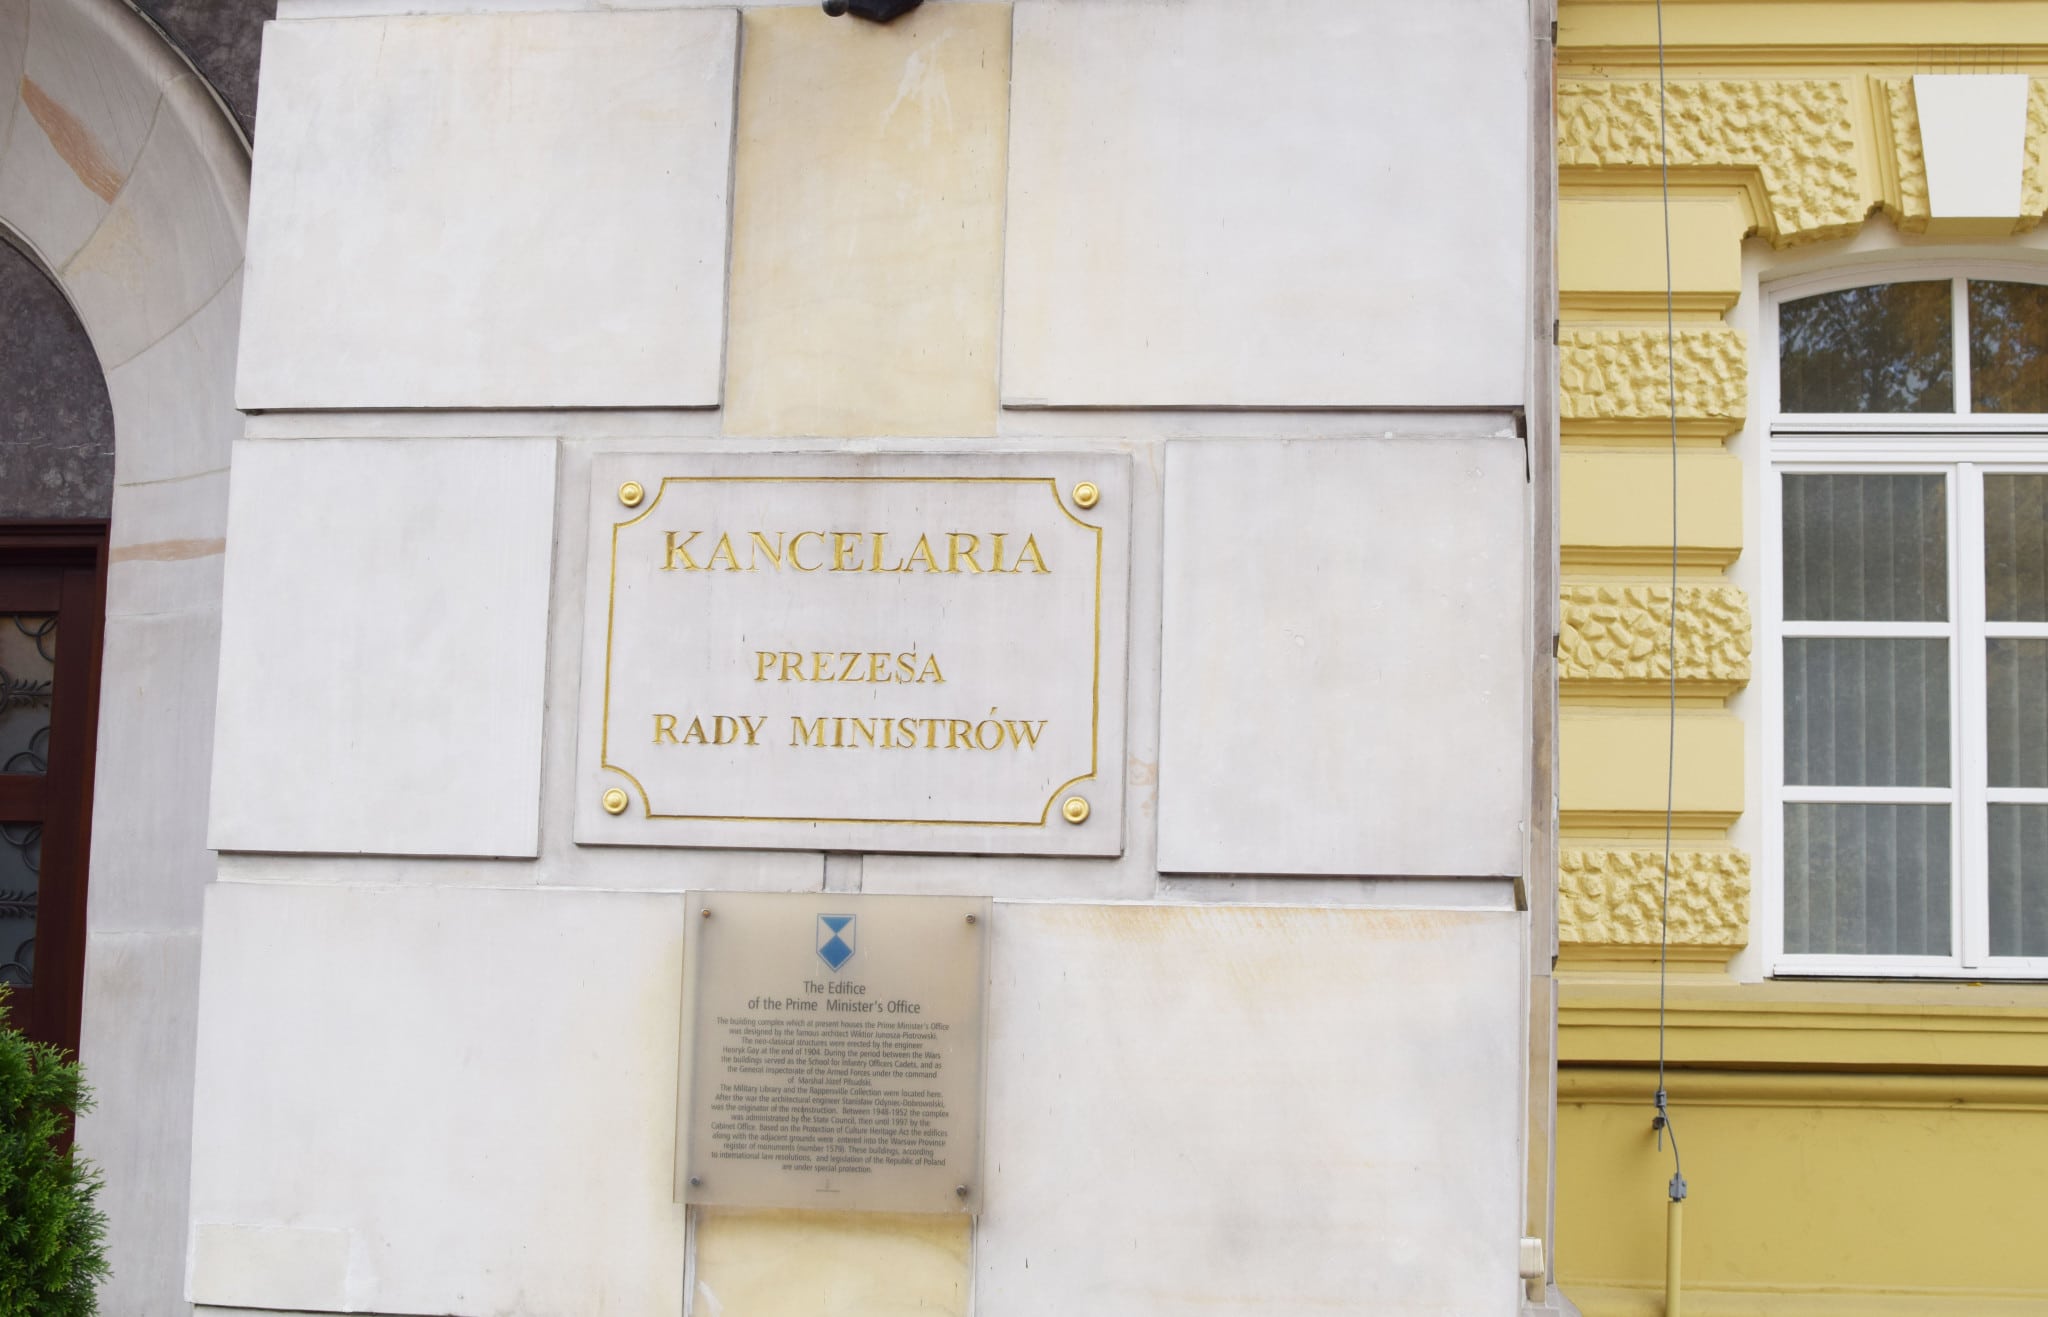 KANCELARIA
PREZESA
RADY MINISTRÓW
The Edifice
of the Prime Minister's Office
The building complex which at present houses the Prime Minister's Office
was designed by the famous architect Wiktor Junosza-Piotrowski.
The neo-classical structures were erected by the engineer
Henryk Gay at the end of 1904. During the period between the Wars
the buildings served as the School for Infantry Officers Cadets, and as
the General Inspectorate of the Armed Forces under the command
of Marshal Józef Piłsudski.
The Military Library and the Rappersville Collection were located here.
After the war the architectural engineer Stanisław Odyniec-Dobrowolski,
was the originator of the reconstruction. Between 1948-1952 the complex
was administrated by the State Council, then until 1997 by the
Cabinet Office. Based on the Protection of Culture Heritage Act the edifices
along with the adjacent grounds were entered into the Warsaw Province
register of monuments (number 1579). These buildings, according
to international law resolutions, and legislation of the Republic of Poland
are under special protection.